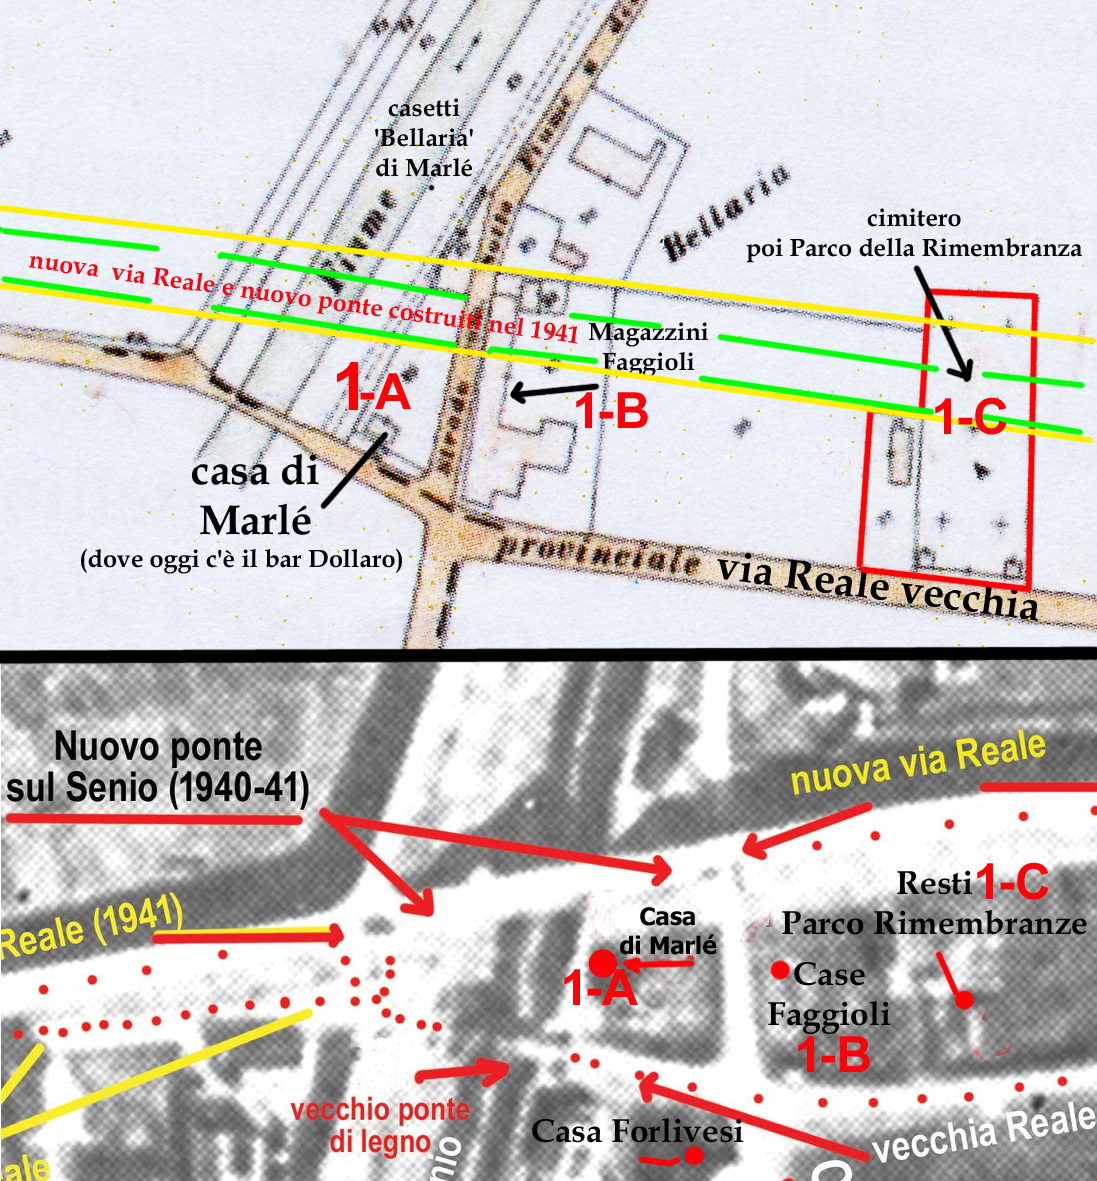 casetti
'Bellaria'
di Marlé
Fiume
Fiume
Bellaria
cimitero
poi Parco della Rimembranza
nuova via Reale e nuovo ponte costruiti nel 1941
Magazzini
Faggioli
1-A
1-B
1-C
Strada
casa di
Marlé
(dove oggi c'è il bar Dollaro)
provinciale via Reale vecchia
Nuovo ponte
sul Senio (1940-41)
nuova via Reale
Reale (1941)
Resti 1-C
Parco Rimembranze
Casa
di Marlé
1-A
Case
Faggioli
1-B
vecchio ponte
di legno
Casa Forlivesi
vecchia Reale
nio
ale
O